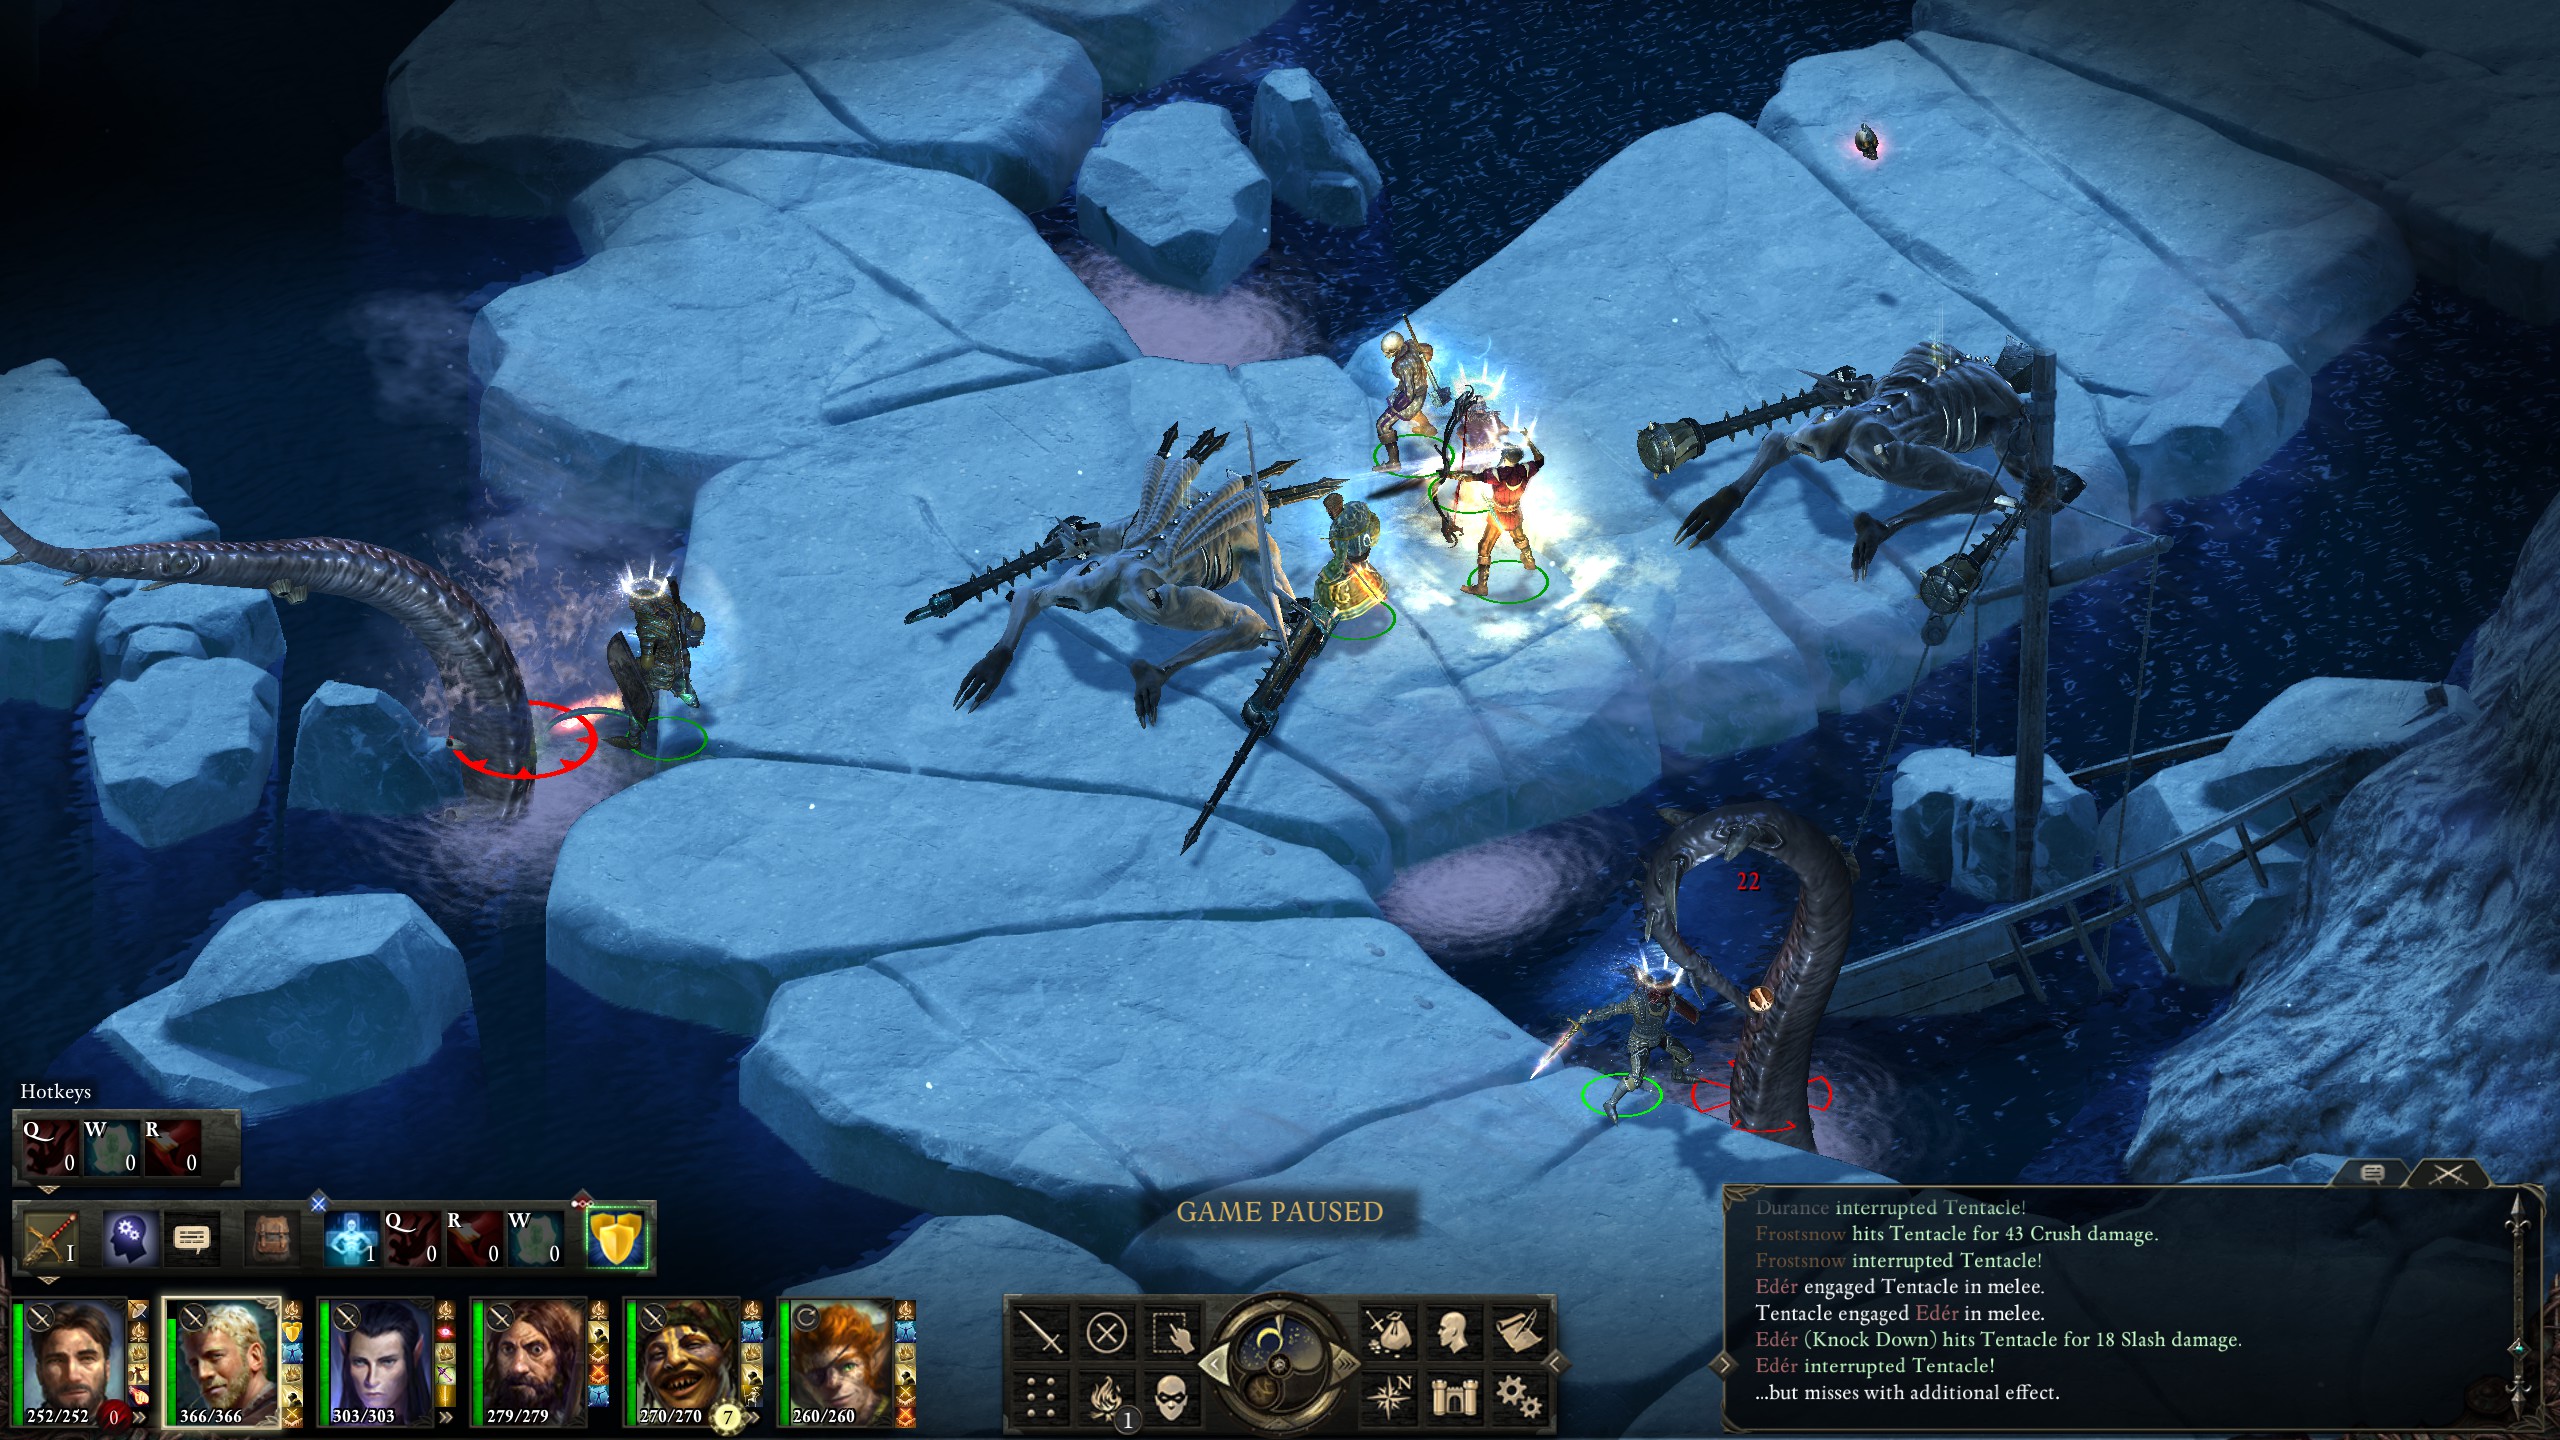 22
Hotkeys
Q W R
0 0 0
GAME PAUSED
Q R W
I 1 0 0 0
252/252 0 366/366 303/303 279/279 270/270 7 260/260
N
1
Durance interrupted Tentacle!
Frostsnow hits Tentacle for 43 Crush damage.
Frostsnow interrupted Tentacle!
Edér engaged Tentacle in melee.
Tentacle engaged Edér in melee.
Edér (Knock Down) hits Tentacle for 18 Slash damage.
Edér interrupted Tentacle!
...but misses with additional effect.